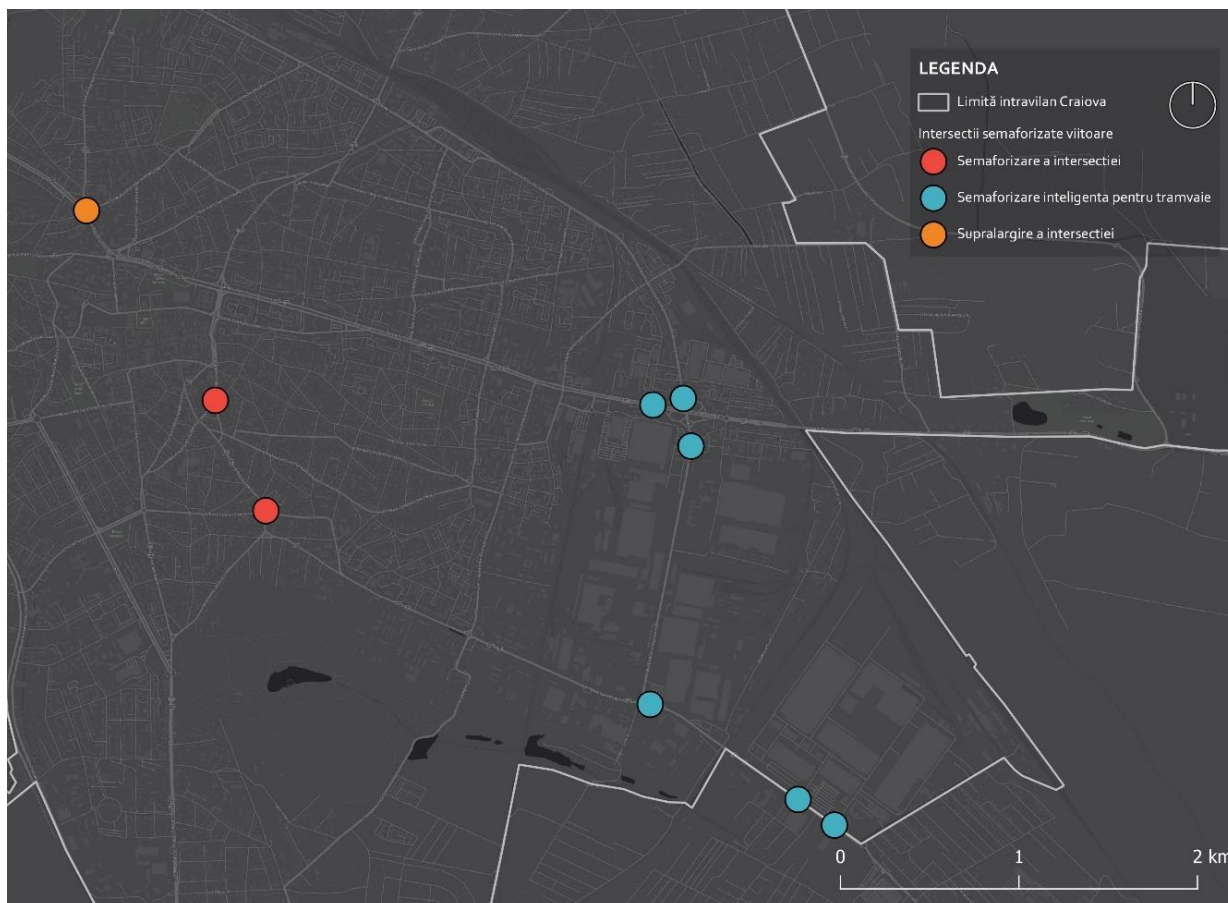 LEGENDA
Limită intravilan Craiova
Intersectii semaforizate viitoare
Semaforizare a intersectiei
Semaforizare inteligenta pentru tramvaie
Supralargire a intersectiei
0 1 2 km